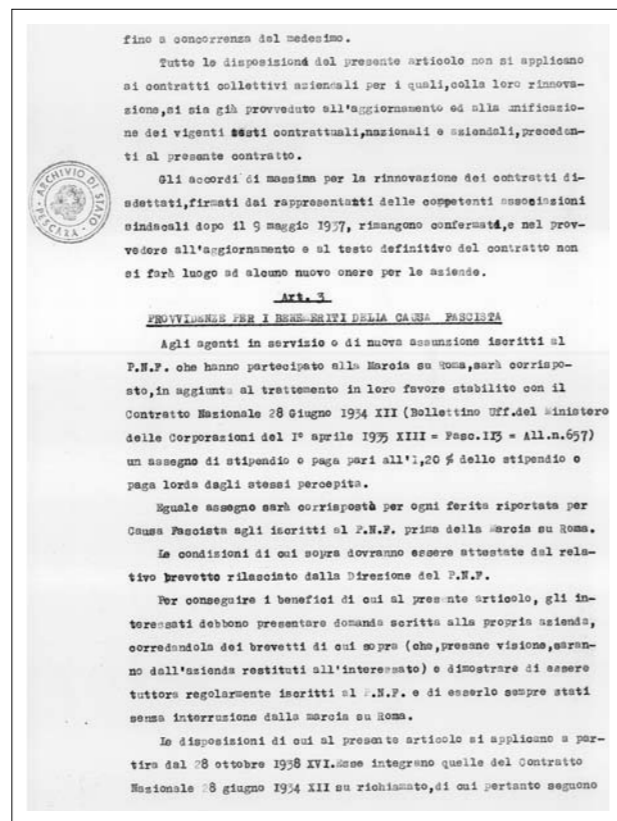 fino a concorrenza del medesimo.
Tutte le disposizioni del presente articolo non si applicano
ai contratti collettivi aziendali per i quali,colla loro rinnova-
zione,si sia già provveduto all'aggiornamento ed alla unificazio-
ne dei vigenti testi contrattuali,nazionali e aziendali,preceden-
ti al presente contratto.
Gli accordi di massima per la rinnovazione dei contratti di-
sdettati,firmati dai rappresentanti delle competenti associazioni
sindacali dopo il 9 maggio 1937, rimangono confermati,e nel prov-
vedere all'aggiornamento e al testo definitivo del contratto non
si farà luogo ad alcuno nuovo onere per le aziende.
ARCHIVIO DI STATO
PESCARA
Art. 3
PROVVIDENZE PER I BENEMERITI DELLA CAUSA FASCISTA
Agli agenti in servizio o di nuova assunzione iscritti al
P.N.F. che hanno partecipato alla Marcia su Roma,sarà corrispo-
sto,in aggiunta al trattemento in loro favore stabilito con il
Contratto Nazionale 28 Giugno 1934 XII (Bollettino Uff.del Ministero
delle Corporazioni del I° aprile 1935 XIII = Fasc.II3 = All.n.657)
un assegno di stipendio o paga pari all'I,20 % dello stipendio o
paga lorda dagli stessi percepita.
Eguale assegno sarà corrisposto per ogni ferita riportata per
Causa Fascista agli iscritti al P.N.F. prima della Marcia su Roma.
Le condizioni di cui sopra dovranno essere attestate dal rela-
tivo brevetto rilasciato dalla Direzione del P.N.F.
Per conseguire i benefici di cui al presente articolo, gli in-
teressati debbono presentare domanda scritta alla propria azienda,
corredandola dei brevetti di cui sopra (che,presane visione,saran-
no dall'azienda restituti all'interessato) e dimostrare di essere
tuttora regolarmente iscritti al P.N.F. e di esserlo sempre stati
senza interruzione dalla marcia su Roma.
Le disposizioni di cui al presente articolo si applicano a par-
tira dal 28 ottobre 1938 XVI.Esse integrano quelle del Contratto
Nazionale 28 giugno 1934 XII su richiamato,di cui pertanto seguono